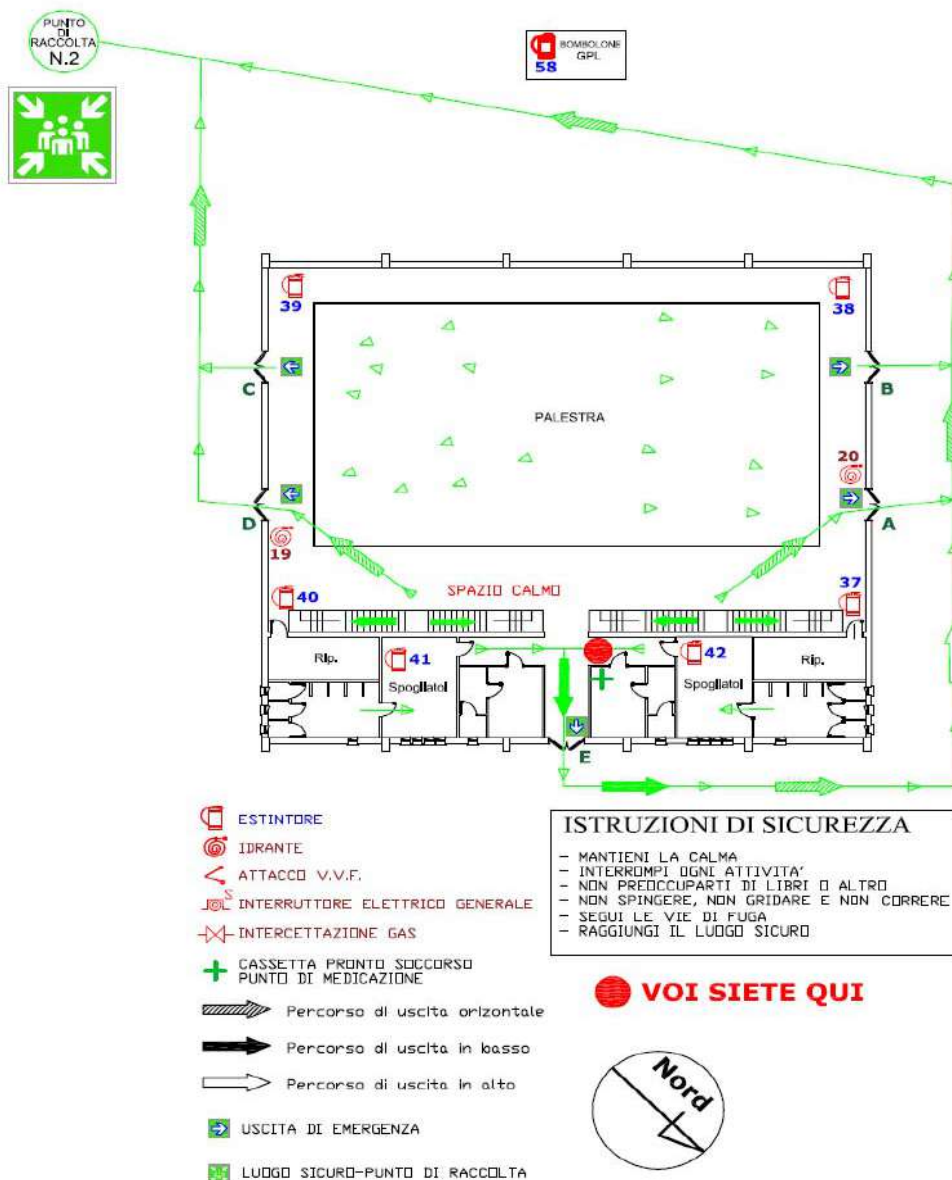 PUNTO
DI
RACCOLTA
N.2
BOMBOLONE
GPL
58
39
38
C
B
PALESTRA
20
D
A
19
SPAZIO CALMO
40
37
Rip.
41
Spogliatoi
42
Spogliatoi
Rip.
E
ESTINTORE
IDRANTE
ATTACCO V.V.F.
S
INTERRUTTORE ELETTRICO GENERALE
INTERCETTAZIONE GAS
CASSETTA PRONTO SOCCORSO
PUNTO DI MEDICAZIONE
Percorso di uscita orizontale
Percorso di uscita in basso
Percorso di uscita in alto
USCITA DI EMERGENZA
LUOGO SICURO-PUNTO DI RACCOLTA
ISTRUZIONI DI SICUREZZA
- MANTIENI LA CALMA
- INTERROMPI OGNI ATTIVITA'
- NON PREOCCUPARTI DI LIBRI O ALTRO
- NON SPINGERE, NON GRIDARE E NON CORRERE
- SEGUI LE VIE DI FUGA
- RAGGIUNGI IL LUOGO SICURO
VOI SIETE QUI
Nord